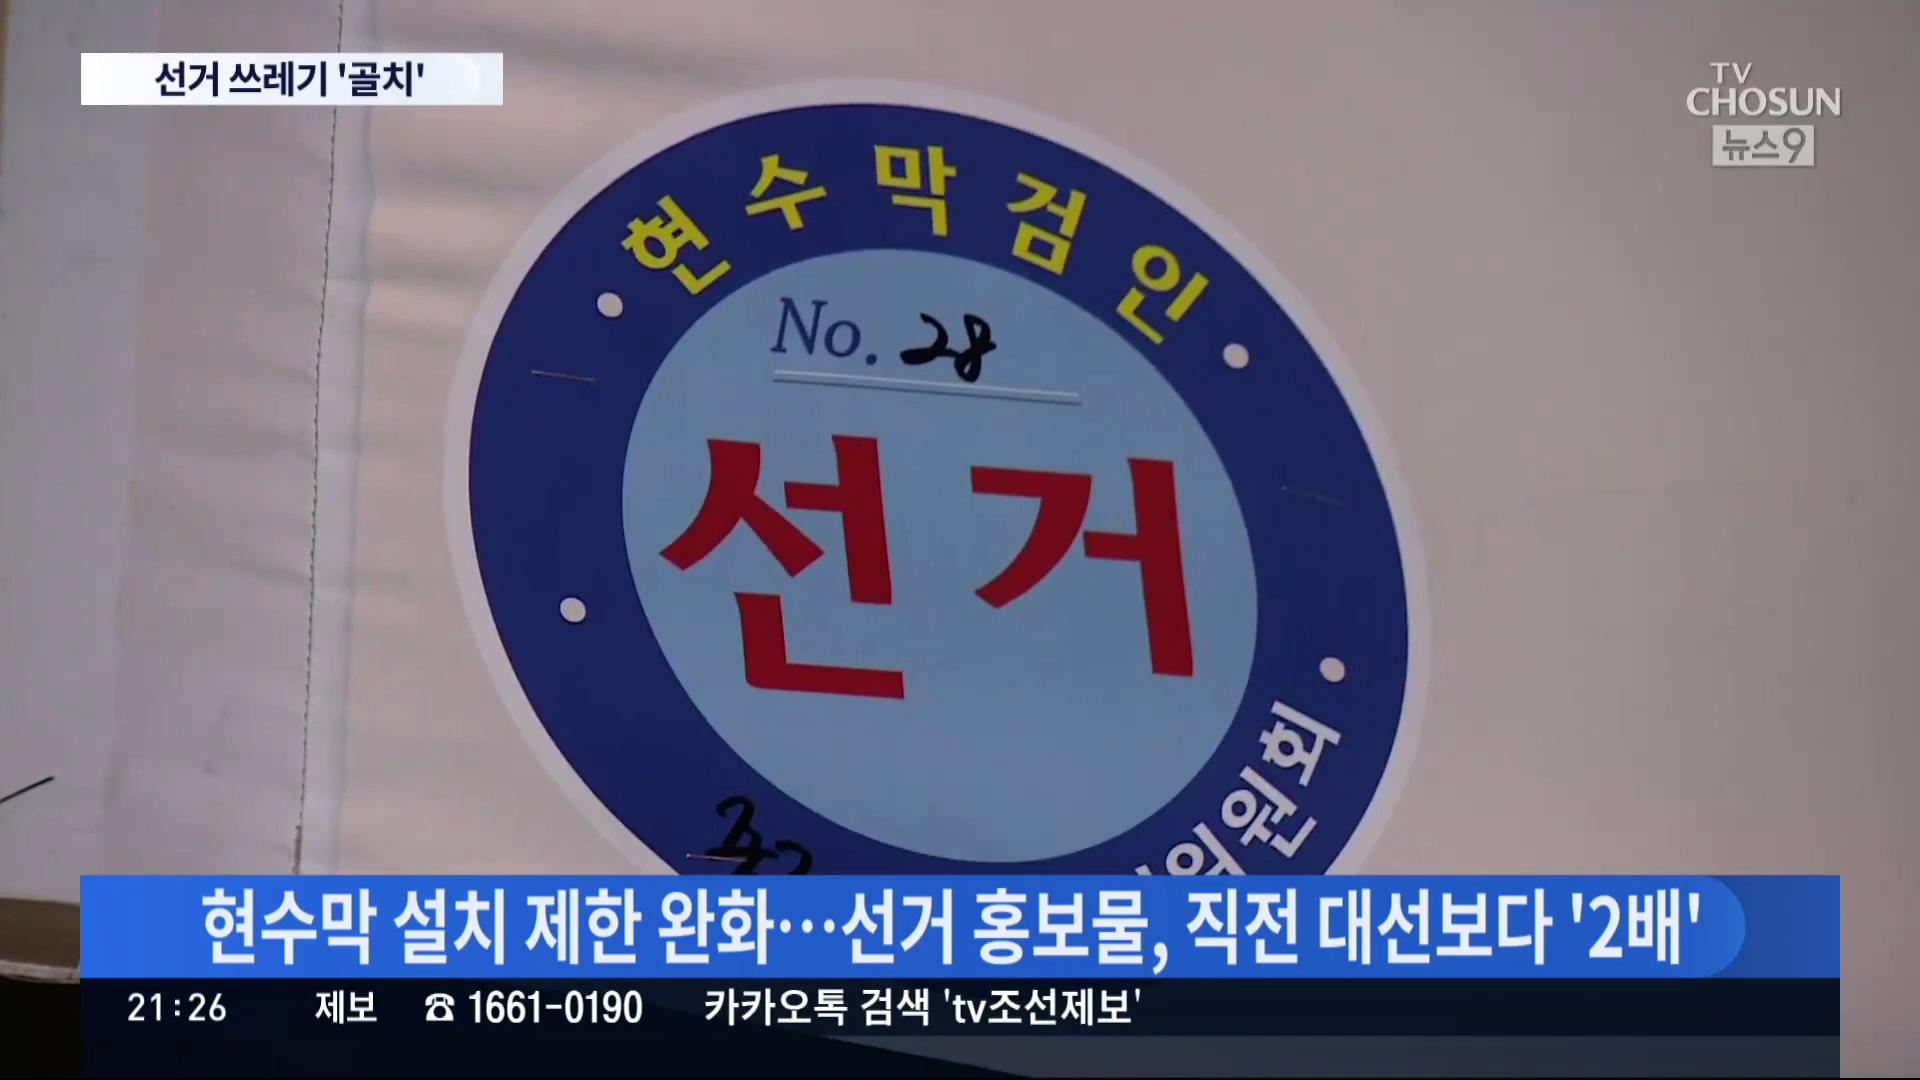 선거 쓰레기 '골치'
TV
CHOSUN
뉴스9
현수막검인
No. 28
선거
위원회
현수막 설치 제한 완화…선거 홍보물, 직전 대선보다 '2배'
21:26 제보 ☎ 1661-0190 카카오톡 검색 'tv조선제보'